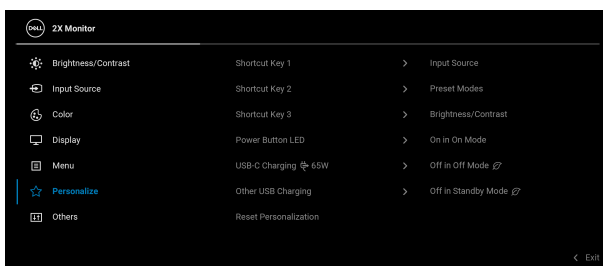 DELL 2X Monitor
Brightness/Contrast Shortcut Key 1 > Input Source
Input Source Shortcut Key 2 > Preset Modes
Color Shortcut Key 3 > Brightness/Contrast
Display Power Button LED > On in On Mode
Menu USB-C Charging 65W > Off in Off Mode
Personalize Other USB Charging > Off in Standby Mode
Others Reset Personalization
< Exit